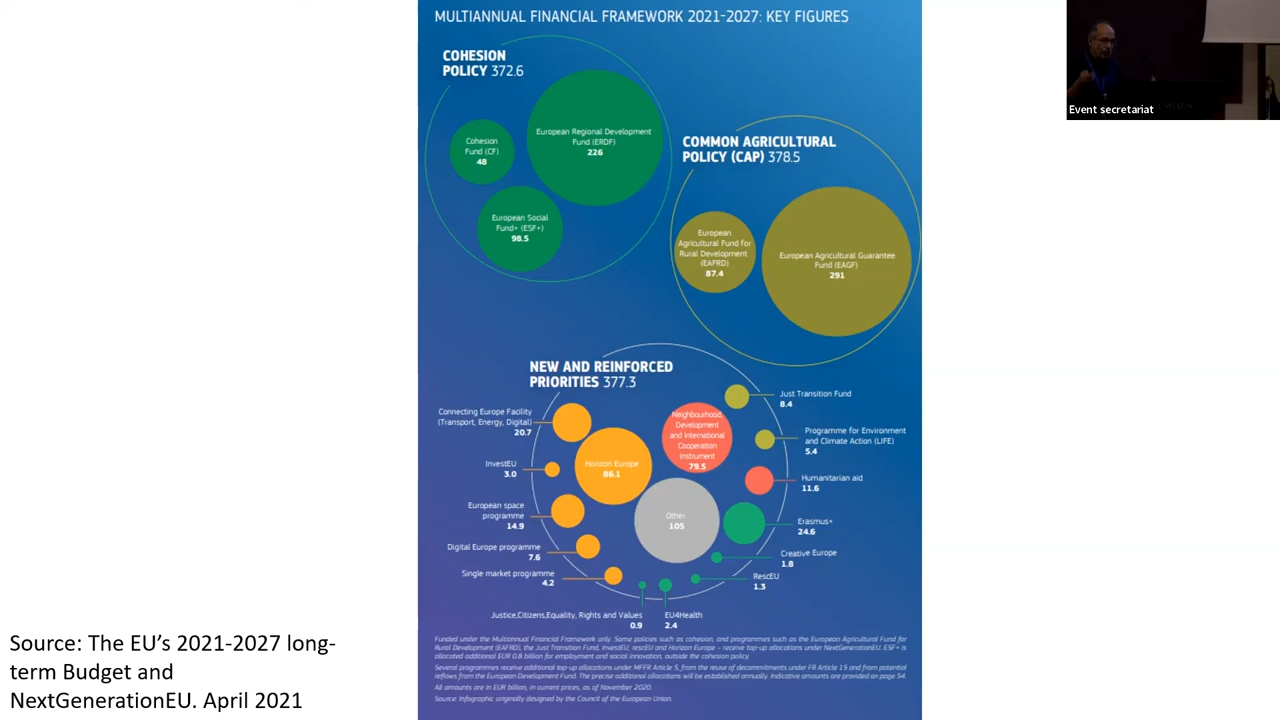 MULTIANNUAL FINANCIAL FRAMEWORK 2021-2027: KEY FIGURES
COHESION
POLICY 372.6
Cohesion
Fund (CF)
48
European Regional Development
Fund (ERDF)
226
European Social
Fund+ (ESF+)
98.5
COMMON AGRICULTURAL
POLICY (CAP) 378.5
European
Agricultural Fund for
Rural Development
(EAFRD)
87.4
European Agricultural Guarantee
Fund (EAGF)
291
NEW AND REINFORCED
PRIORITIES 377.3
Connecting Europe Facility
(Transport, Energy, Digital)
20.7
InvestEU
3.0
European space
programme
14.9
Digital Europe programme
7.6
Single market programme
4.2
Horizon Europe
86.1
Neighbourhood,
Development
and International
Cooperation
Instrument
79.5
Other
105
Just Transition Fund
8.4
Programme for Environment
and Climate Action (LIFE)
5.4
Humanitarian aid
11.6
Erasmus+
24.6
Creative Europe
1.8
RescEU
1.3
Justice,Citizens,Equality, Rights and Values
0.9
EU4Health
2.4
Funded under the Multiannual Financial Framework only. Some policies such as cohesion, and programmes such as the European Agricultural Fund for
Rural Development (EAFRD), the Just Transition Fund, InvestEU, rescEU and Horizon Europe – receive top-up allocations under NextGenerationEU. ESF+ is
allocated additional EUR 0.8 billion for employment and social innovation, outside the cohesion policy.
Several programmes receive additional top-up allocations under MFFR Article 5, from the reuse of decommitments under FR Article 15 and from potential
reflows from the European Development Fund. The precise additional allocations will be established annually. Indicative amounts are provided on page 54.
All amounts are in EUR billion, in current prices, as of November 2020.
Source: Infographic originally designed by the Council of the European Union.
Source: The EU’s 2021-2027 long-
term Budget and
NextGenerationEU. April 2021
Event secretariat